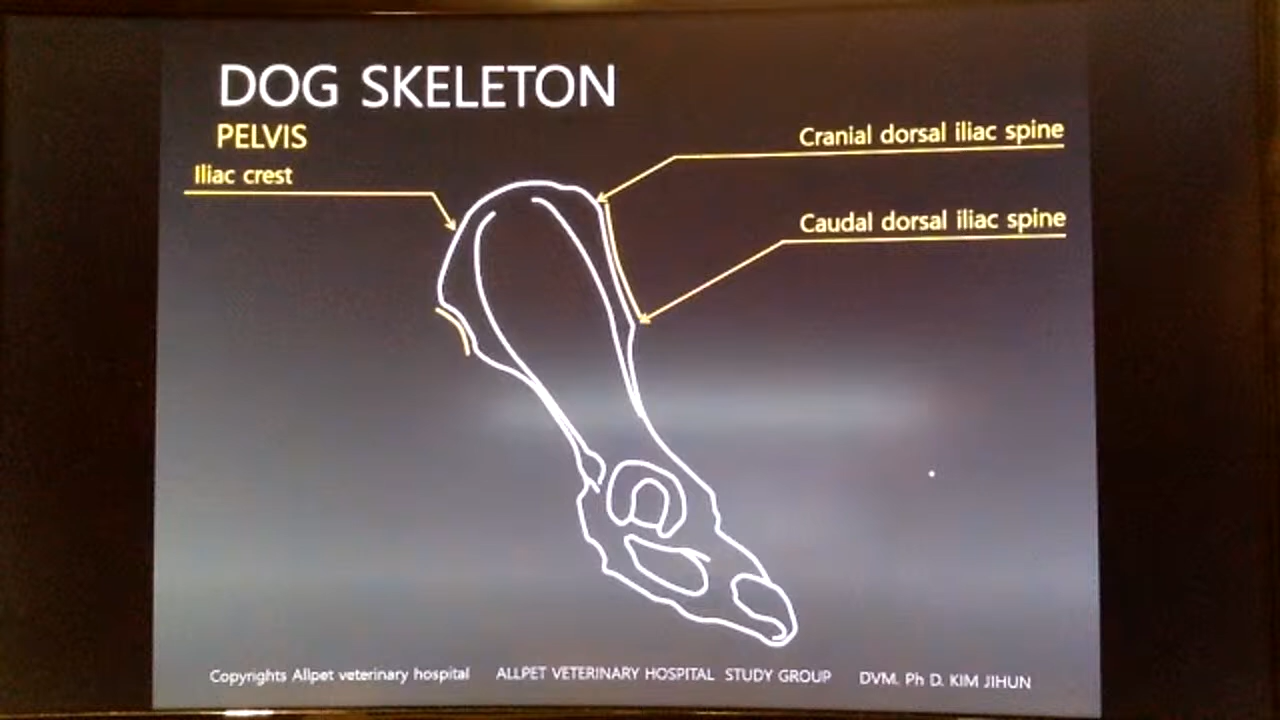 DOG SKELETON
PELVIS
Iliac crest
Cranial dorsal iliac spine
Caudal dorsal iliac spine
Copyrights Allpet veterinary hospital ALLPET VETERINARY HOSPITAL STUDY GROUP DVM. Ph D. KIM JIHUN